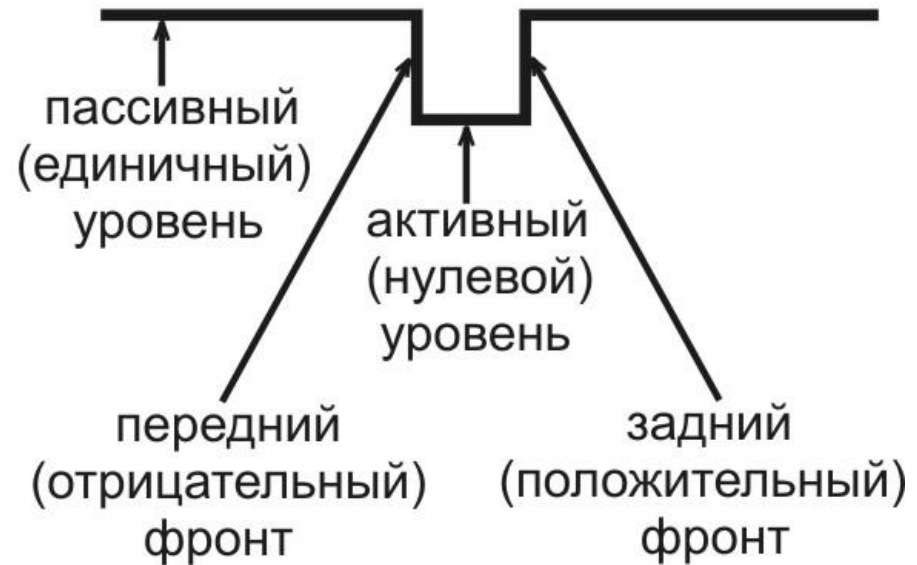 пассивный
(единичный)
уровень
активный
(нулевой)
уровень
передний
(отрицательный)
фронт
задний
(положительный)
фронт